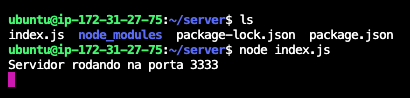 ubuntu@ip-172-31-27-75:~/server$ ls
index.js node_modules package-lock.json package.json
ubuntu@ip-172-31-27-75:~/server$ node index.js
Servidor rodando na porta 3333